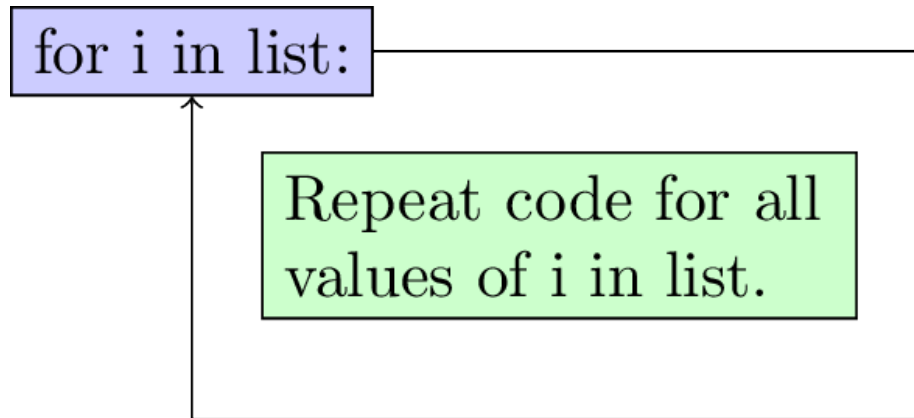 for i in list:
Repeat code for all
values of i in list.